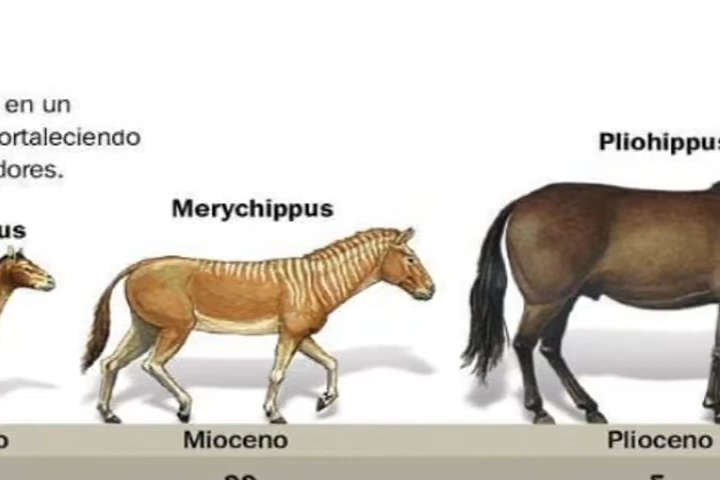 en un
ortaleciendo
dores.
Pliohippus
Merychippus
us
o
Mioceno
Plioceno